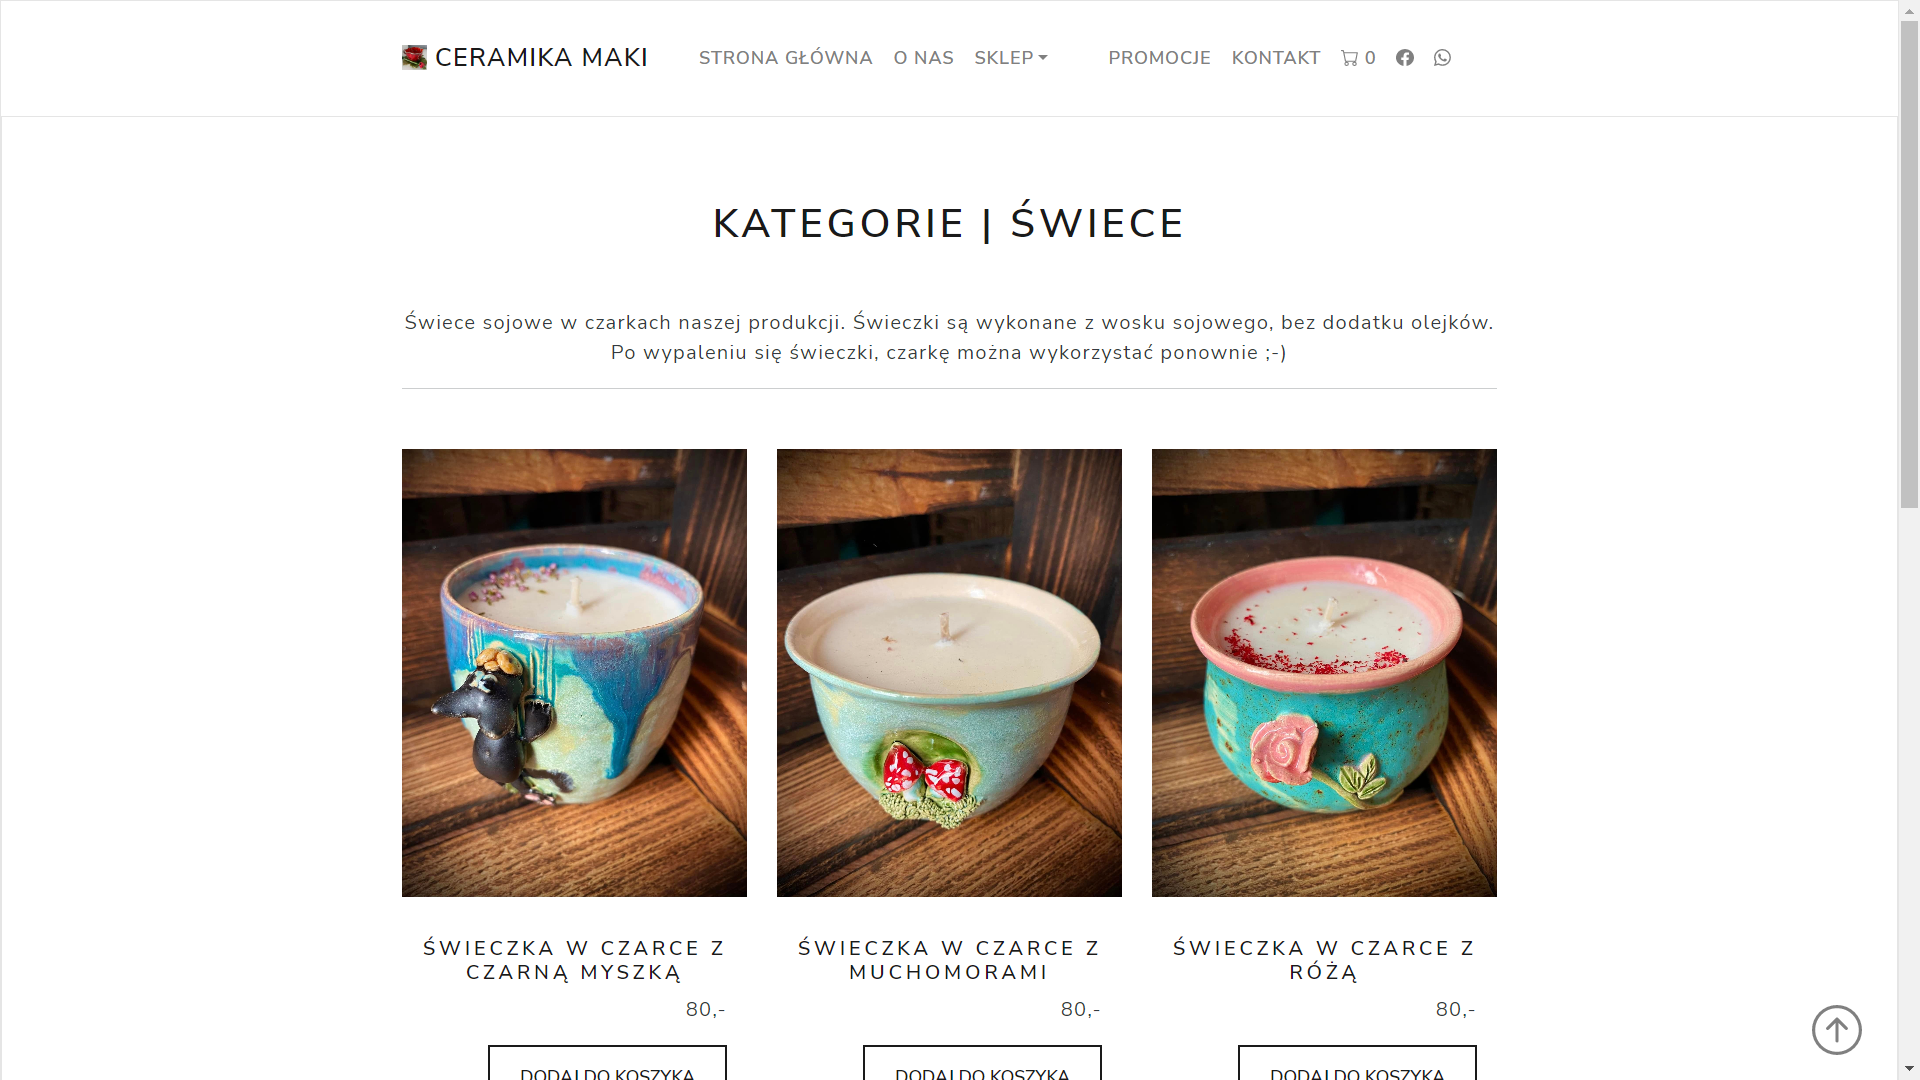 CERAMIKA MAKI STRONA GŁÓWNA O NAS SKLEP PROMOCJE KONTAKT 0
KATEGORIE | ŚWIECE
Świece sojowe w czarkach naszej produkcji. Świeczki są wykonane z wosku sojowego, bez dodatku olejków.
Po wypaleniu się świeczki, czarkę można wykorzystać ponownie ;-)
ŚWIECZKA W CZARCE Z
CZARNĄ MYSZKĄ
80,-
DODAJ DO KOSZYKA
ŚWIECZKA W CZARCE Z
MUCHOMORAMI
80,-
DODAJ DO KOSZYKA
ŚWIECZKA W CZARCE Z
RÓŻĄ
80,-
DODAJ DO KOSZYKA